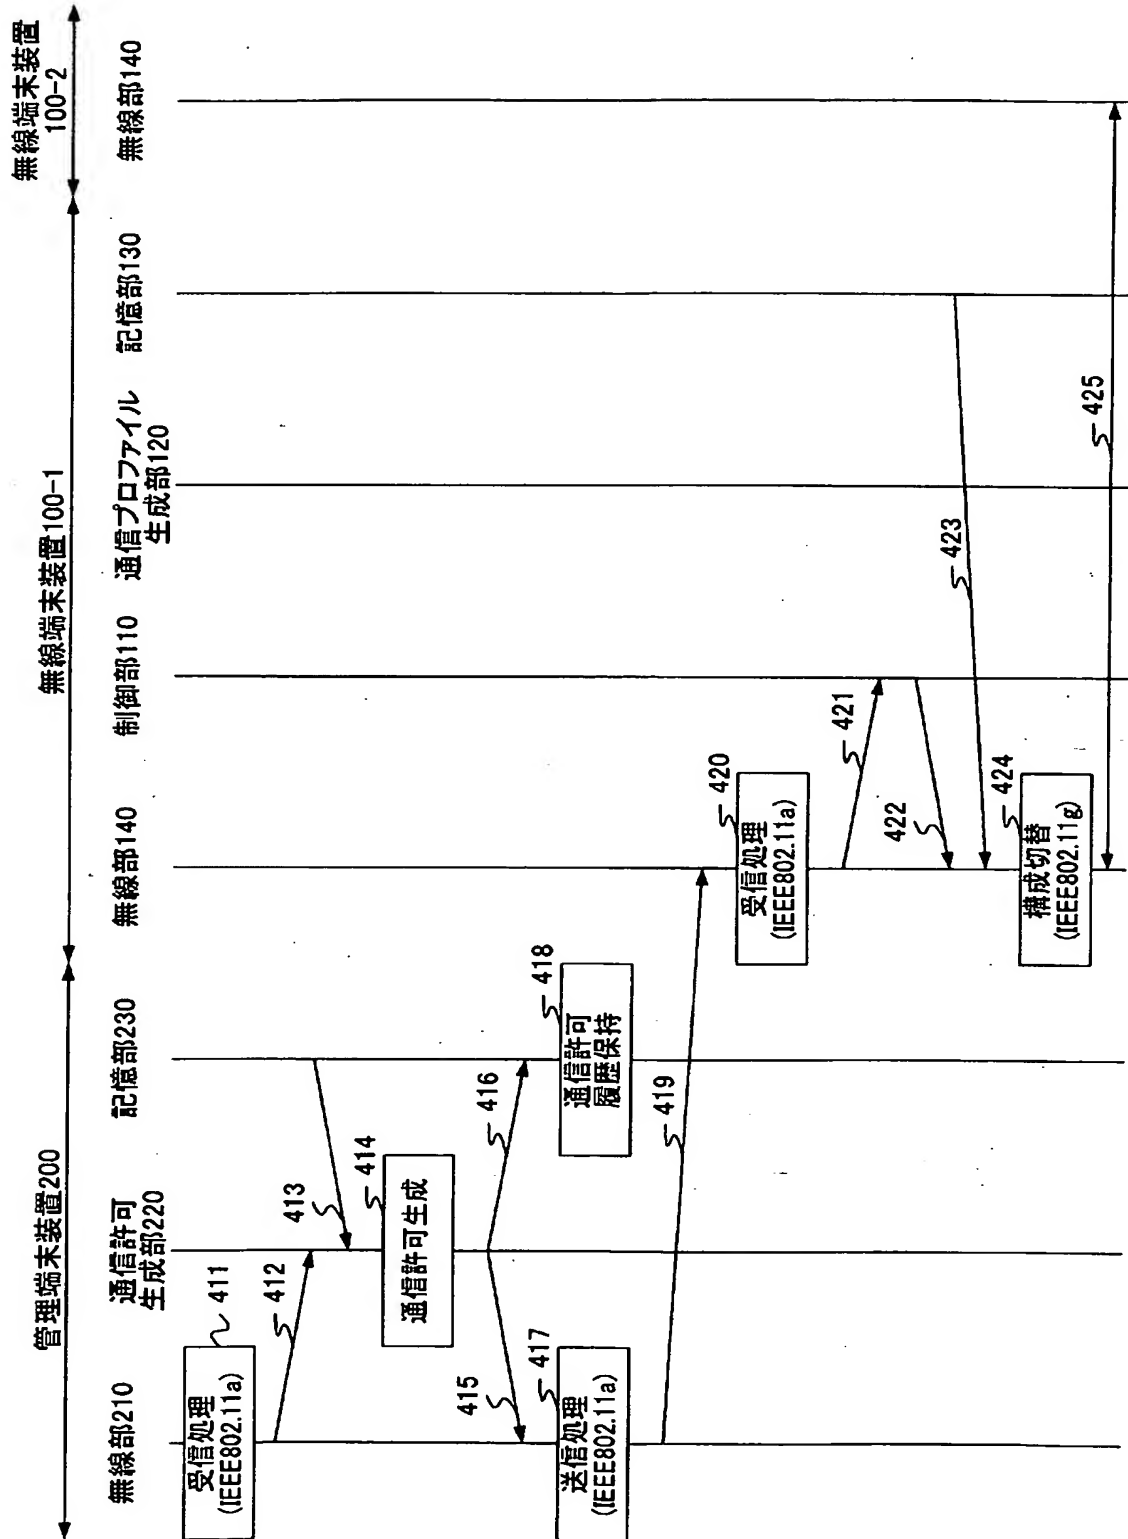 管理端末装置200
無線端末装置100-1
無線端末装置
100-2
無線部210
通信許可
生成部220
記憶部230
無線部140
制御部110
通信プロファイル
生成部120
記憶部130
無線部140
受信処理
(IEEE802.11a)
411
412
413
通信許可生成
414
415
416
送信処理
(IEEE802.11a)
417
通信許可
履歴保持
418
419
受信処理
(IEEE802.11a)
420
421
422
423
構成切替
(IEEE802.11g)
424
425